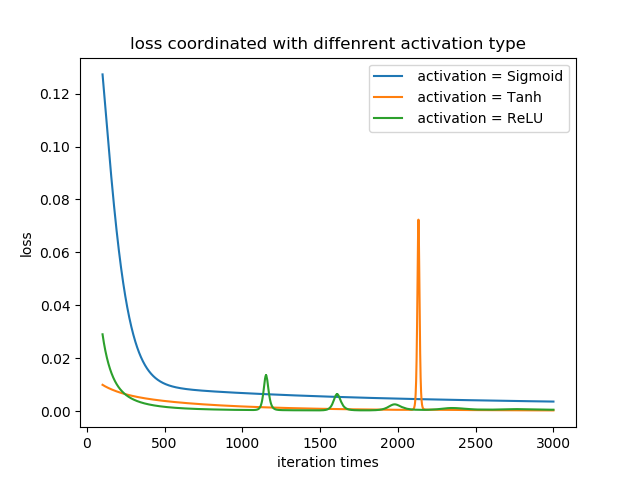 loss coordinated with diffenrent activation type
activation = Sigmoid
activation = Tanh
activation = ReLU
0.12
0.10
0.08
0.06
0.04
0.02
0.00
loss
0 500 1000 1500 2000 2500 3000
iteration times